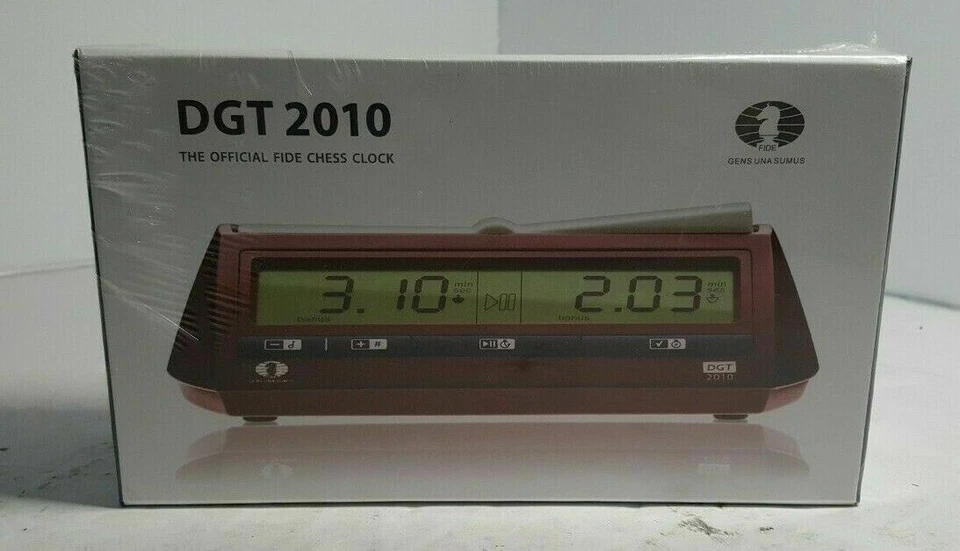 DGT 2010
THE OFFICIAL FIDE CHESS CLOCK
FIDE
GENS UNA SUMUS
3.10 min sec
bonus
2.03 min sec
bonus
DGT
2010